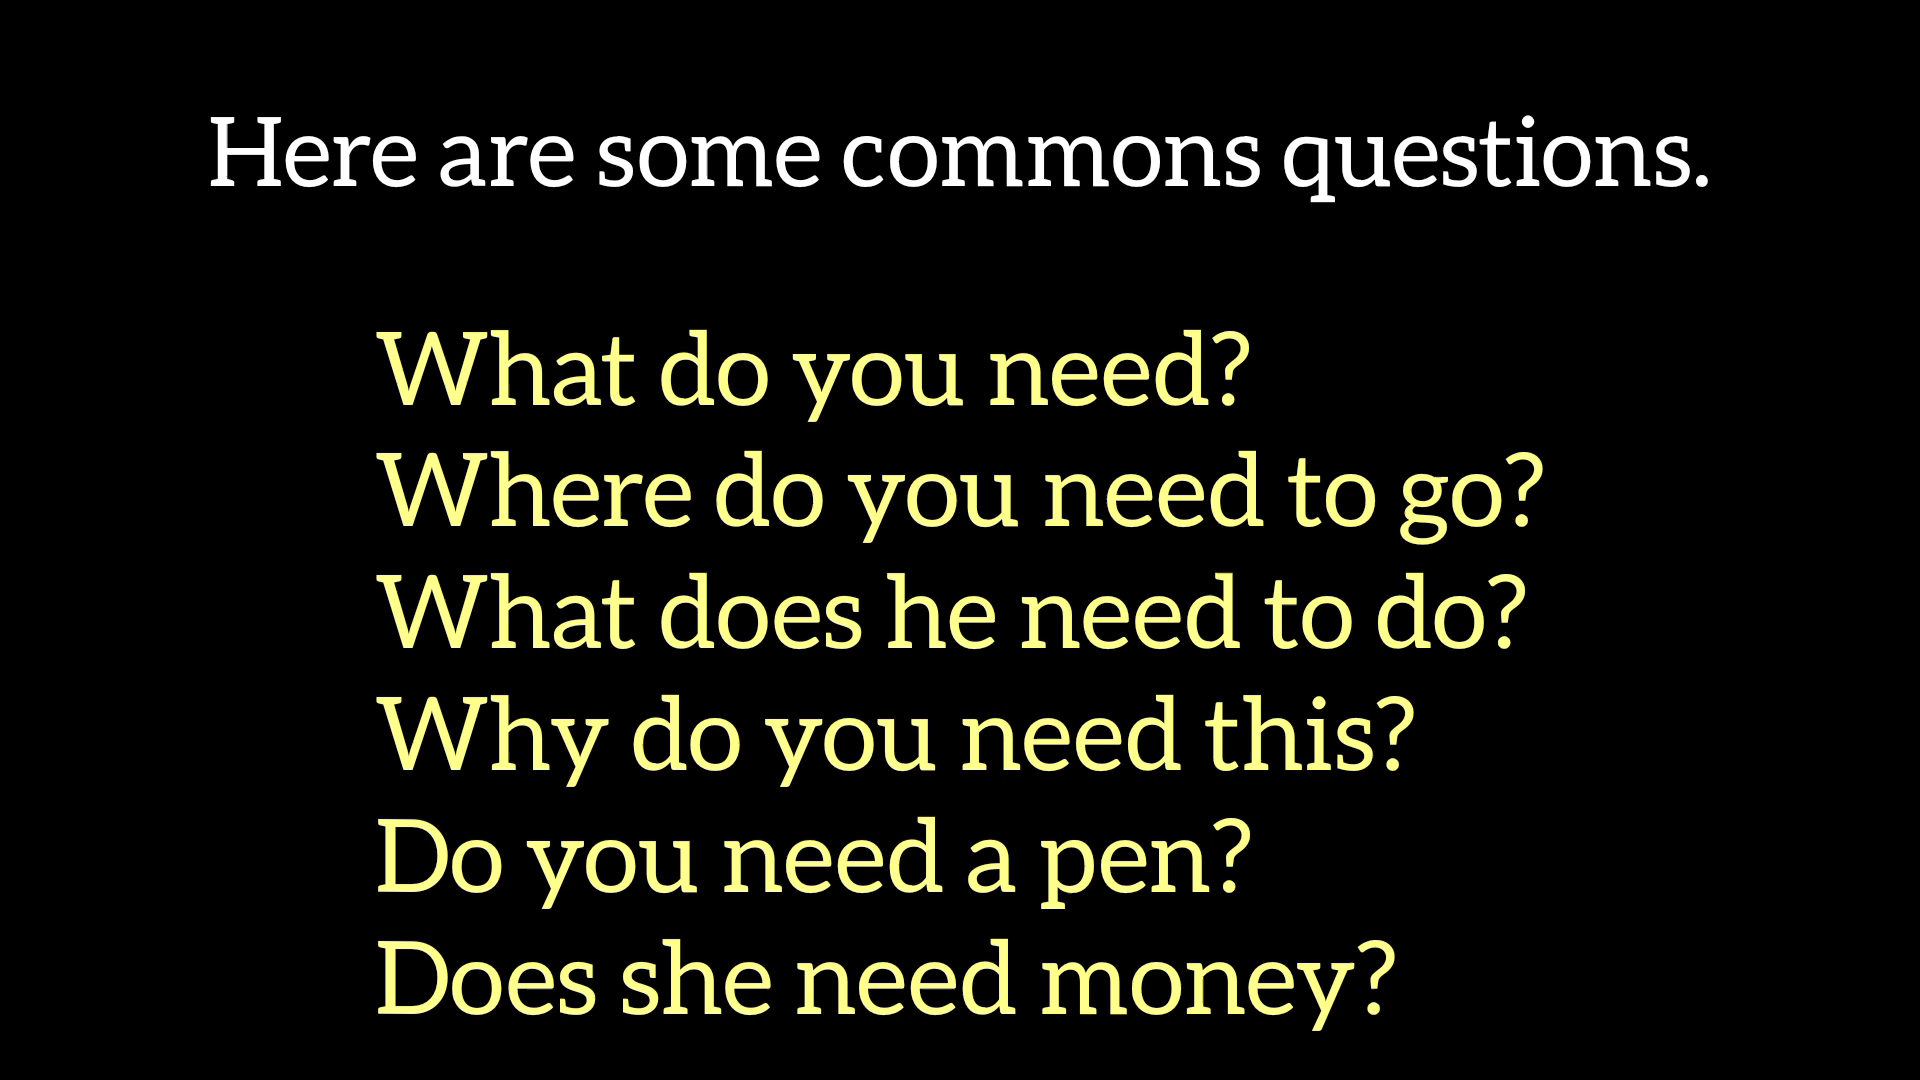 Here are some commons questions.
What do you need?
Where do you need to go?
What does he need to do?
Why do you need this?
Do you need a pen?
Does she need money?